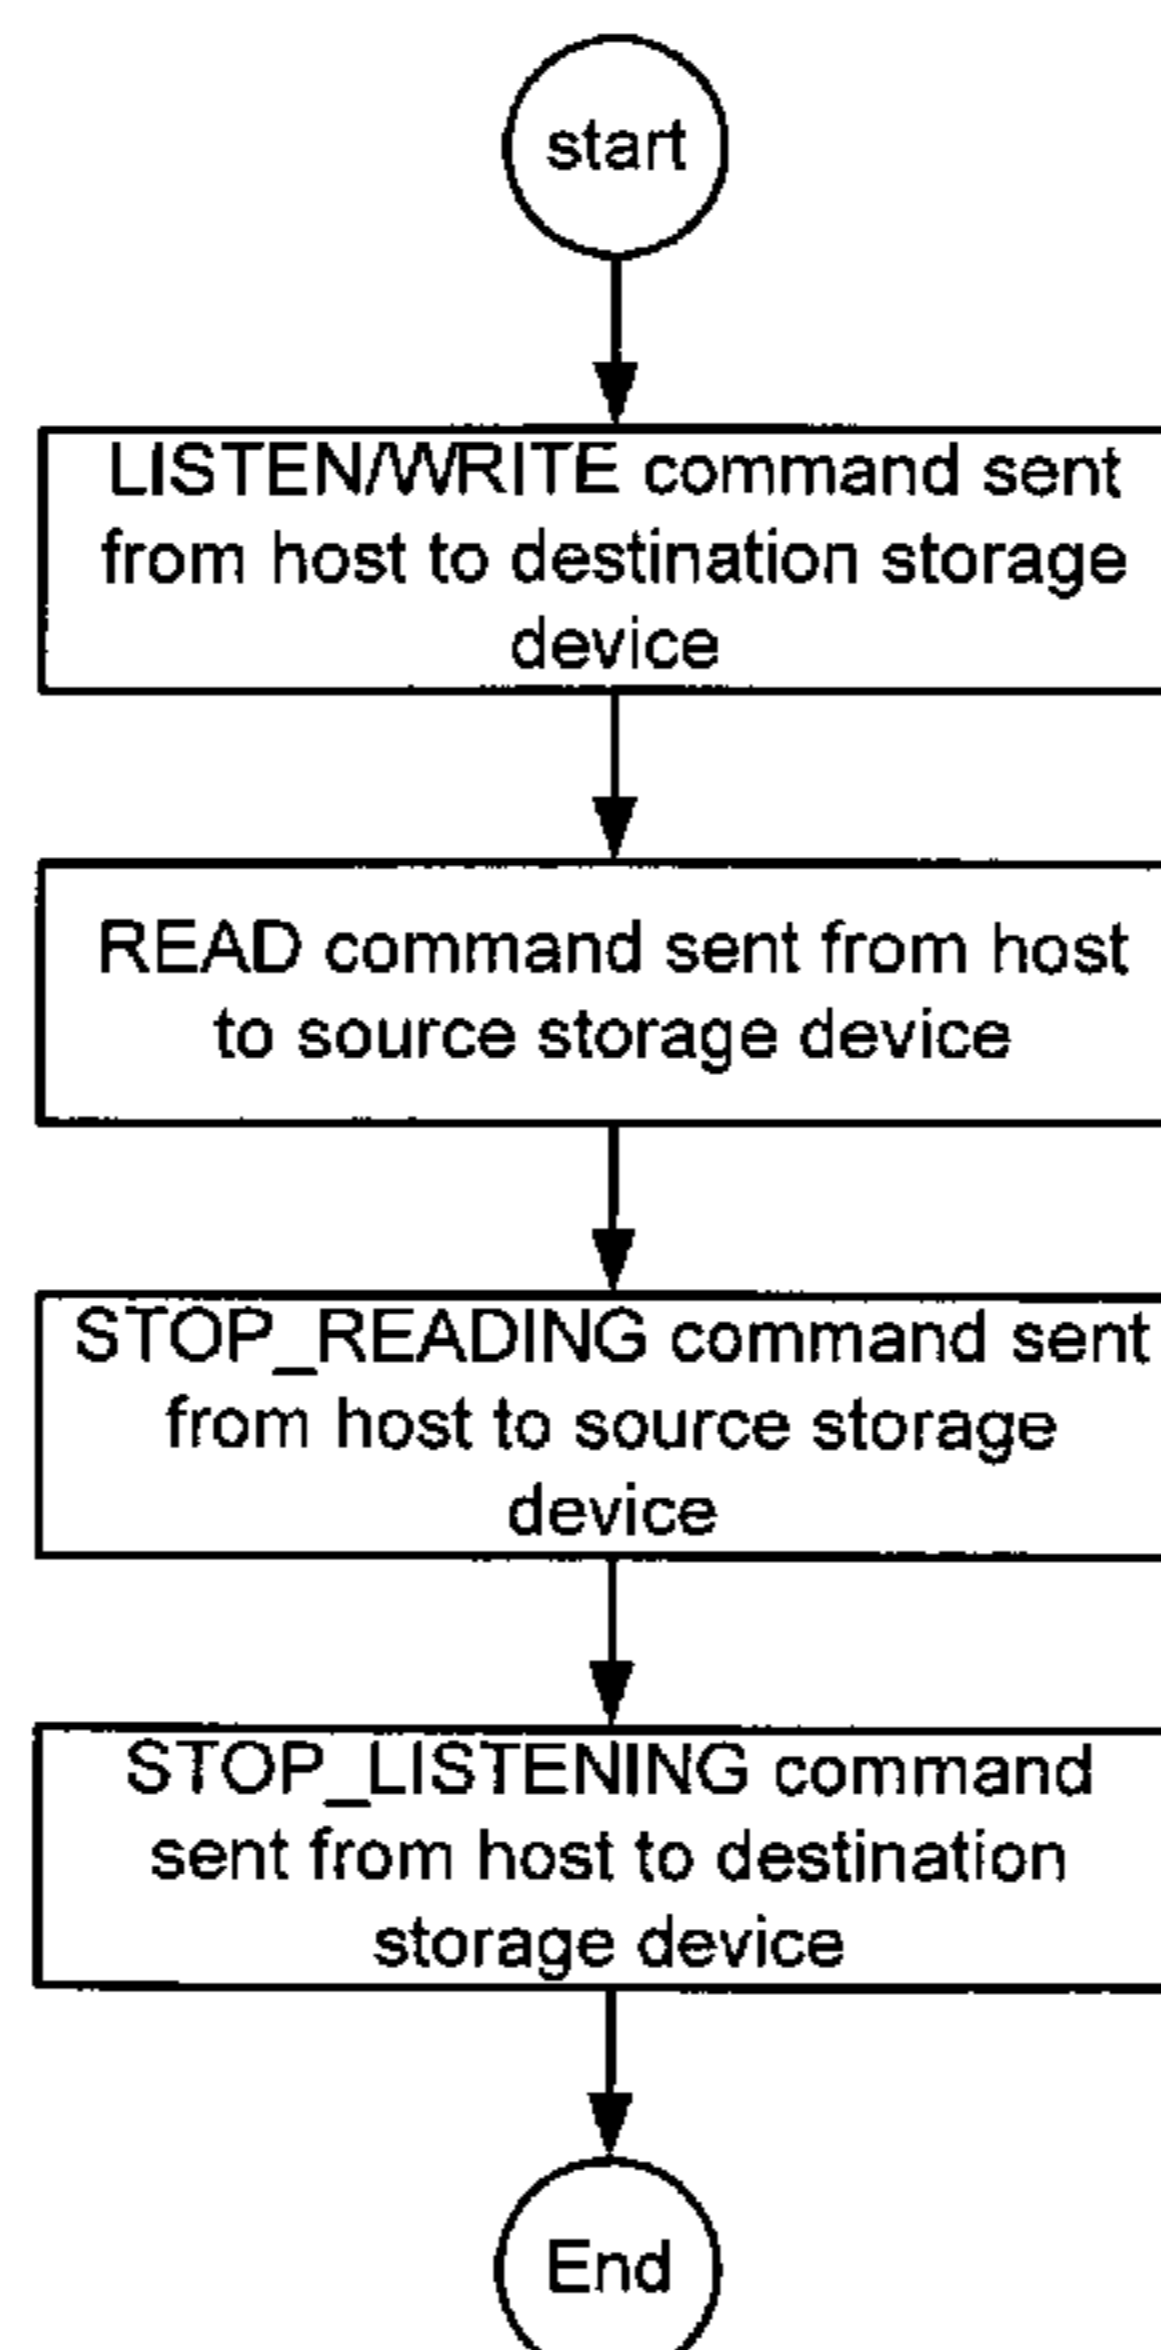 start
LISTEN/WRITE command sent
from host to destination storage
device
READ command sent from host
to source storage device
STOP_READING command sent
from host to source storage
device
STOP_LISTENING command
sent from host to destination
storage device
End